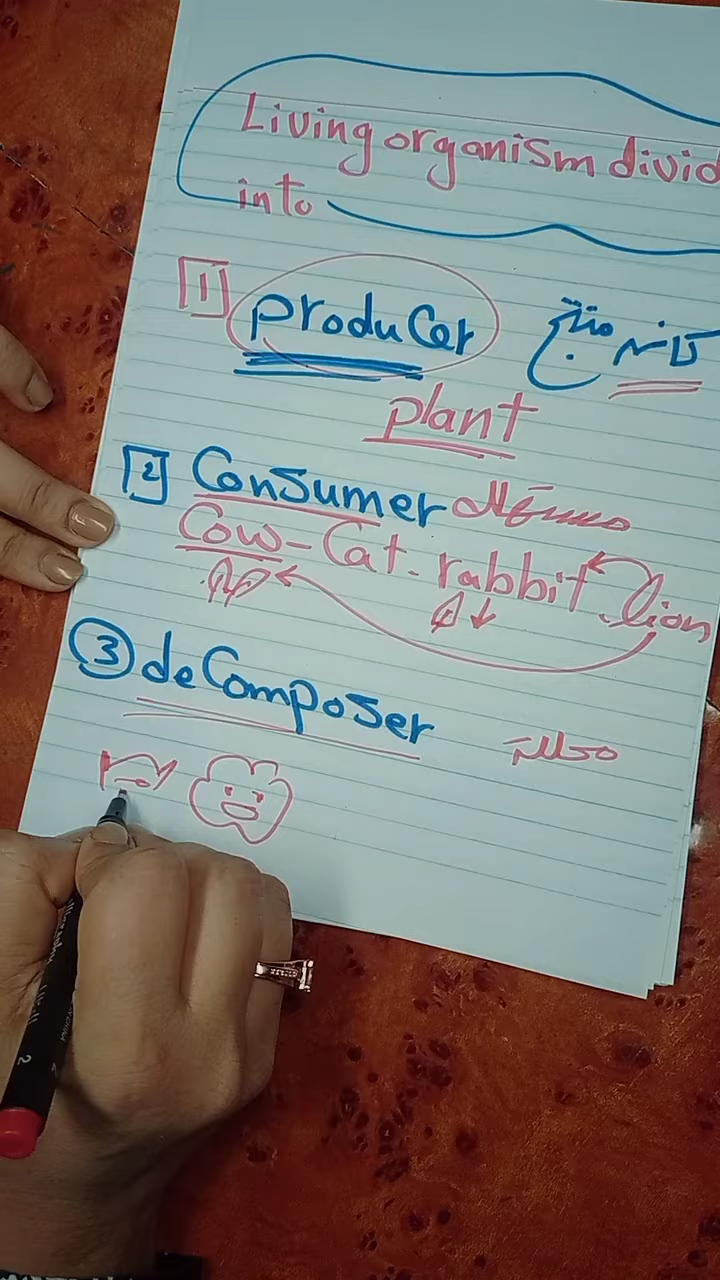 Living organism divid
into
1 producer كائن منتج
plant
2 Consumer مستهلك
Cow - Cat - rabbit . lion
3 deComposer محلل